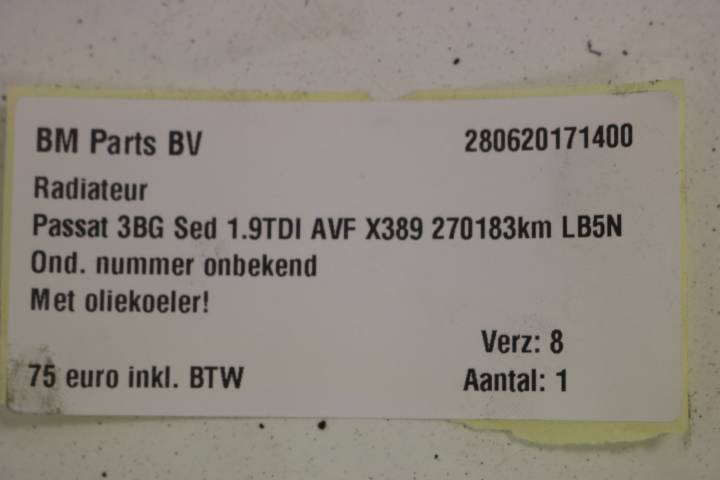 BM Parts BV 280620171400
Radiateur
Passat 3BG Sed 1.9TDI AVF X389 270183km LB5N
Ond. nummer onbekend
Met oliekoeler!
Verz: 8
75 euro inkl. BTW Aantal: 1